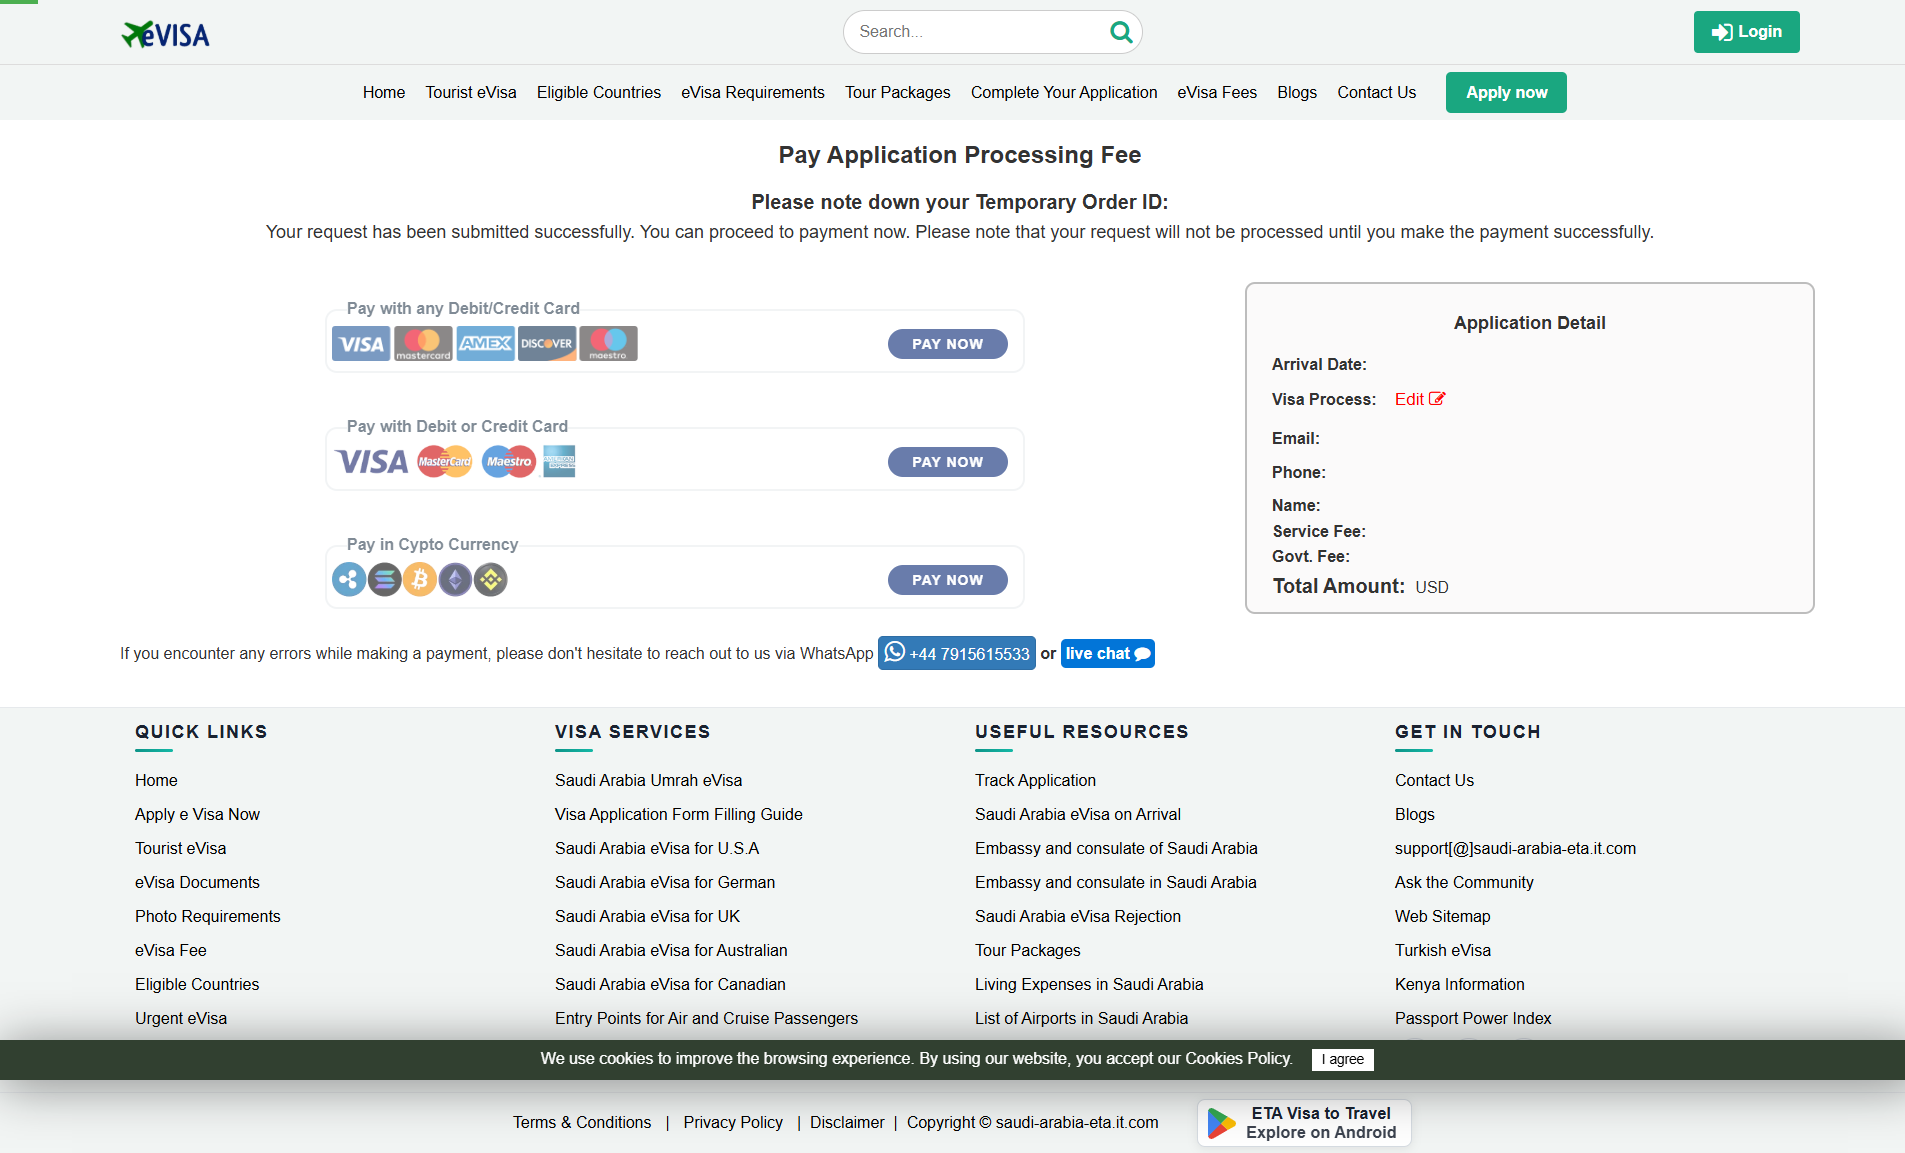 eVISA
Search...
Login
Home
Tourist eVisa
Eligible Countries
eVisa Requirements
Tour Packages
Complete Your Application
eVisa Fees
Blogs
Contact Us
Apply now
Pay Application Processing Fee
Please note down your Temporary Order ID:
Your request has been submitted successfully. You can proceed to payment now. Please note that your request will not be processed until you make the payment successfully.
Pay with any Debit/Credit Card
VISA
mastercard
AMEX
DISCOVER
maestro
PAY NOW
Pay with Debit or Credit Card
VISA
MasterCard
Maestro
PAY NOW
Pay in Cypto Currency
PAY NOW
Application Detail
Arrival Date:
Visa Process: Edit
Email:
Phone:
Name:
Service Fee:
Govt. Fee:
Total Amount: USD
If you encounter any errors while making a payment, please don't hesitate to reach out to us via WhatsApp +44 7915615533 or live chat
QUICK LINKS
Home
Apply e Visa Now
Tourist eVisa
eVisa Documents
Photo Requirements
eVisa Fee
Eligible Countries
Urgent eVisa
VISA SERVICES
Saudi Arabia Umrah eVisa
Visa Application Form Filling Guide
Saudi Arabia eVisa for U.S.A
Saudi Arabia eVisa for German
Saudi Arabia eVisa for UK
Saudi Arabia eVisa for Australian
Saudi Arabia eVisa for Canadian
Entry Points for Air and Cruise Passengers
USEFUL RESOURCES
Track Application
Saudi Arabia eVisa on Arrival
Embassy and consulate of Saudi Arabia
Embassy and consulate in Saudi Arabia
Saudi Arabia eVisa Rejection
Tour Packages
Living Expenses in Saudi Arabia
List of Airports in Saudi Arabia
GET IN TOUCH
Contact Us
Blogs
support[@]saudi-arabia-eta.it.com
Ask the Community
Web Sitemap
Turkish eVisa
Kenya Information
Passport Power Index
We use cookies to improve the browsing experience. By using our website, you accept our Cookies Policy.
I agree
Terms & Conditions | Privacy Policy | Disclaimer | Copyright © saudi-arabia-eta.it.com
ETA Visa to Travel
Explore on Android